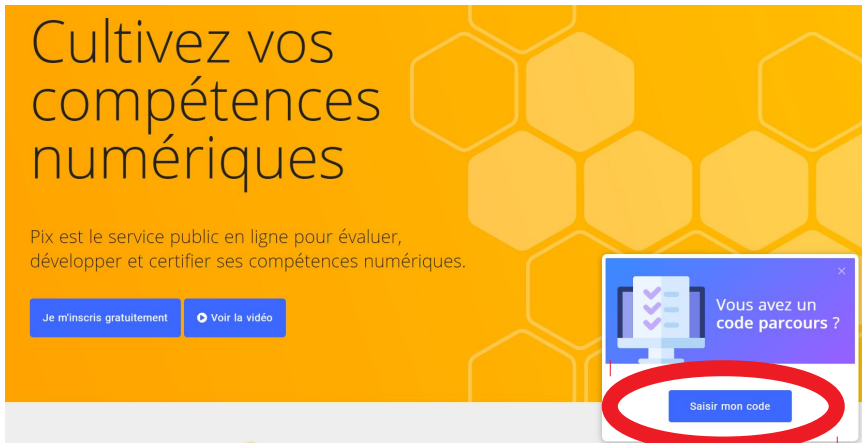 Cultivez vos
compétences
numériques
Pix est le service public en ligne pour évaluer,
développer et certifier ses compétences numériques.
Je m'inscris gratuitement
Voir la vidéo
Vous avez un
code parcours ?
Saisir mon code